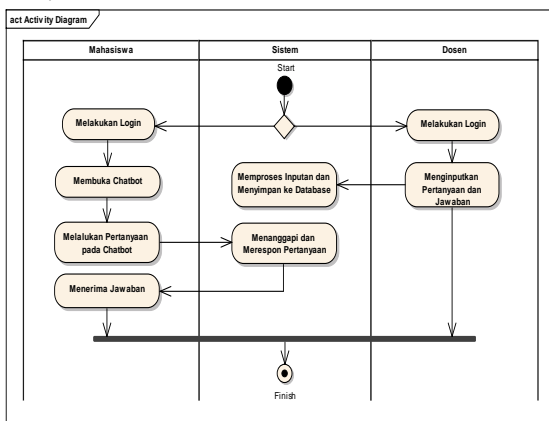 act Activity Diagram
Mahasiswa
Sistem
Dosen
Start
Melakukan Login
Melakukan Login
Membuka Chatbot
Memproses Inputan dan
Menyimpan ke Database
Menginputkan
Pertanyaan dan
Jawaban
Melalukan Pertanyaan
pada Chatbot
Menanggapi dan
Merespon Pertanyaan
Menerima Jawaban
Finish